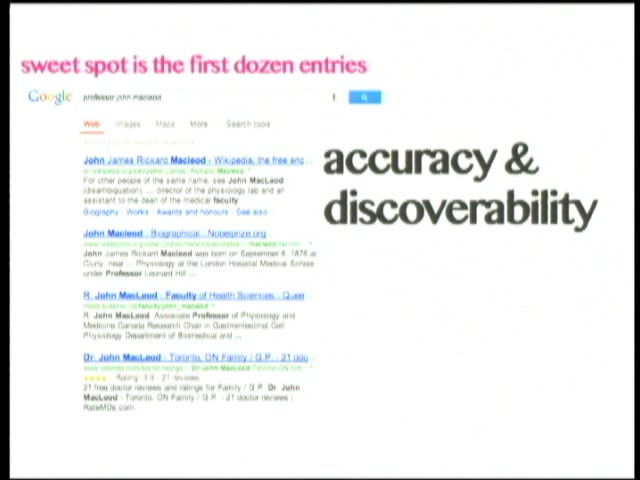 sweet spot is the first dozen entries
Google professor john macleod
Web Images Maps More Search tools
accuracy &
discoverability
John James Rickard Macleod - Wikipedia, the free enc...
For other people of the same name, see John MacLeod
(disambiguation). ... director of the physiology lab and an
assistant to the dean of the medical faculty
Biography - Works - Awards and honours - See also
John Macleod - Biographical - Nobelprize.org
John James Rickard Macleod was born on September 6, 1876 at
Cluny, near ... Physiology at the London Hospital Medical School
under Professor Leonard Hill ...
R. John MacLeod - Faculty of Health Sciences - Quee...
R. John MacLeod. Associate Professor of Physiology and
Medicine Canada Research Chair in Gastrointestinal Cell
Physiology Department of Biomedical and ...
Dr. John MacLeod - Toronto, ON Family / G.P. - 21 dou...
Rating: 3.9 - 21 reviews
21 free doctor reviews and ratings for Family / G.P. Dr. John
MacLeod - Toronto, ON Family / G.P. - 21 doctor reviews |
RateMDs.com